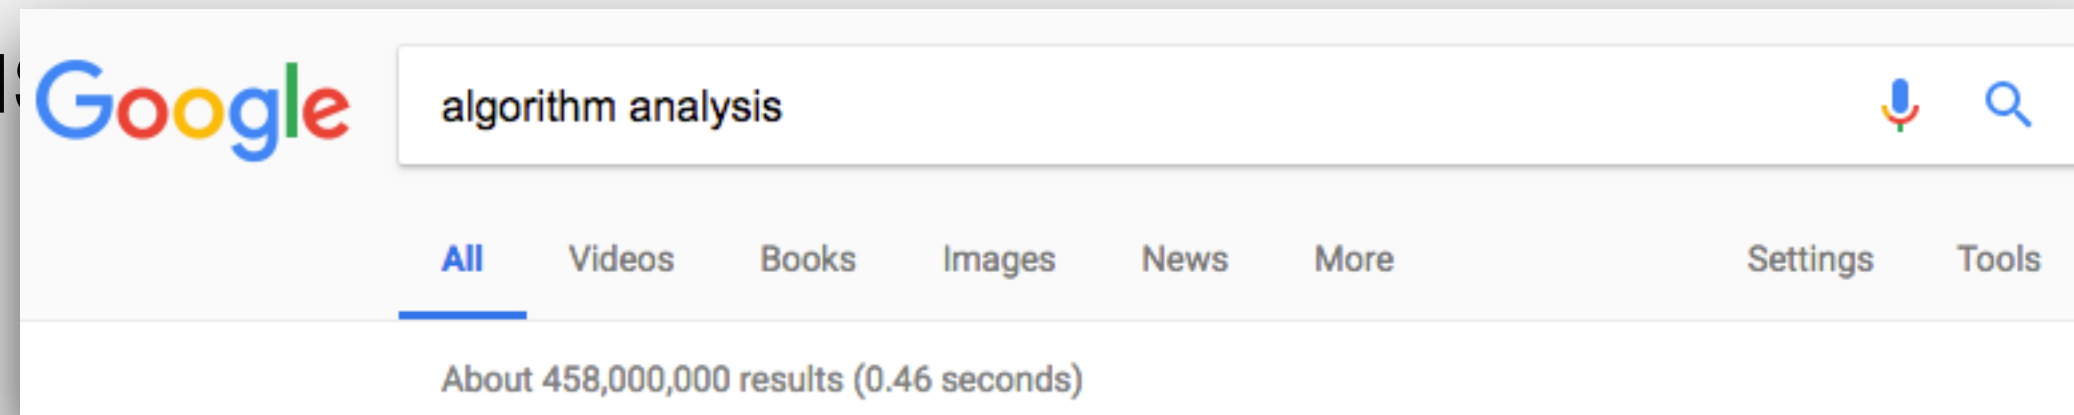 Google algorithm analysis
All Videos Books Images News More Settings Tools
About 458,000,000 results (0.46 seconds)